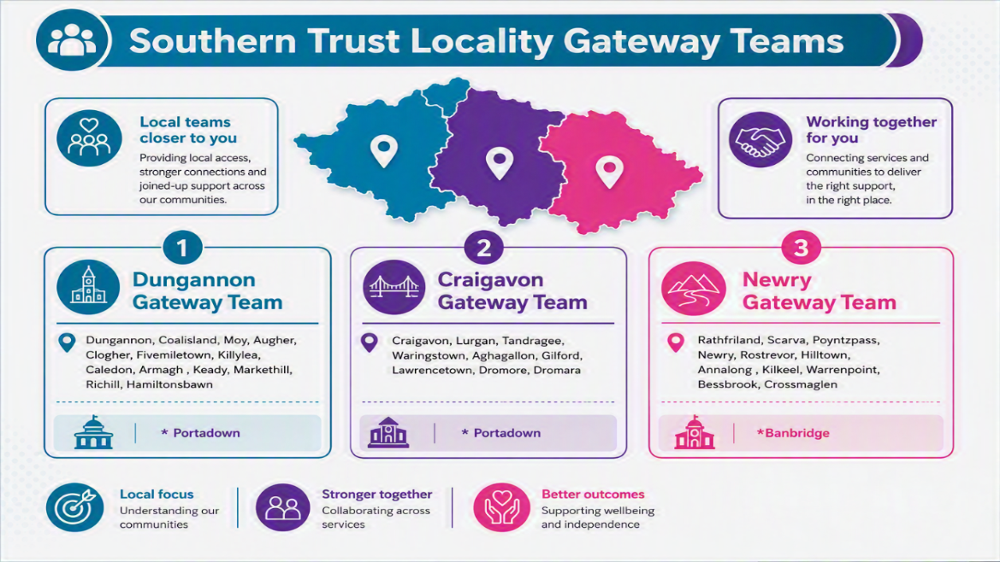 Southern Trust Locality Gateway Teams
Local teams
closer to you
Providing local access,
stronger connections and
joined-up support across
our communities.
Working together
for you
Connecting services and
communities to deliver
the right support,
in the right place.
1
Dungannon
Gateway Team
Dungannon, Coalisland, Moy, Augher,
Clogher, Fivemiletown, Killylea,
Caledon, Armagh , Keady, Markethill,
Richill, Hamiltonsbawn
* Portadown
2
Craigavon
Gateway Team
Craigavon, Lurgan, Tandragee,
Waringstown, Aghagallon, Gilford,
Lawrencetown, Dromore, Dromara
* Portadown
3
Newry
Gateway Team
Rathfriland, Scarva, Poyntzpass,
Newry, Rostrevor, Hilltown,
Annalong , Kilkeel, Warrenpoint,
Bessbrook, Crossmaglen
*Banbridge
Local focus
Understanding our
communities
Stronger together
Collaborating across
services
Better outcomes
Supporting wellbeing
and independence